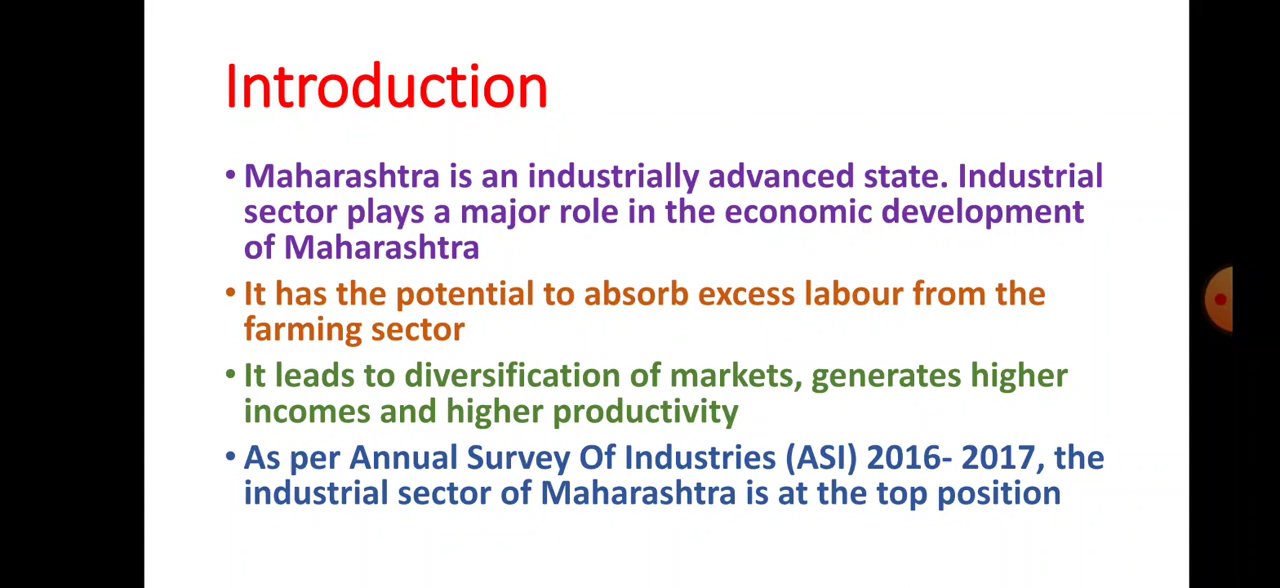 Introduction
• Maharashtra is an industrially advanced state. Industrial
sector plays a major role in the economic development
of Maharashtra
• It has the potential to absorb excess labour from the
farming sector
• It leads to diversification of markets, generates higher
incomes and higher productivity
• As per Annual Survey Of Industries (ASI) 2016- 2017, the
industrial sector of Maharashtra is at the top position